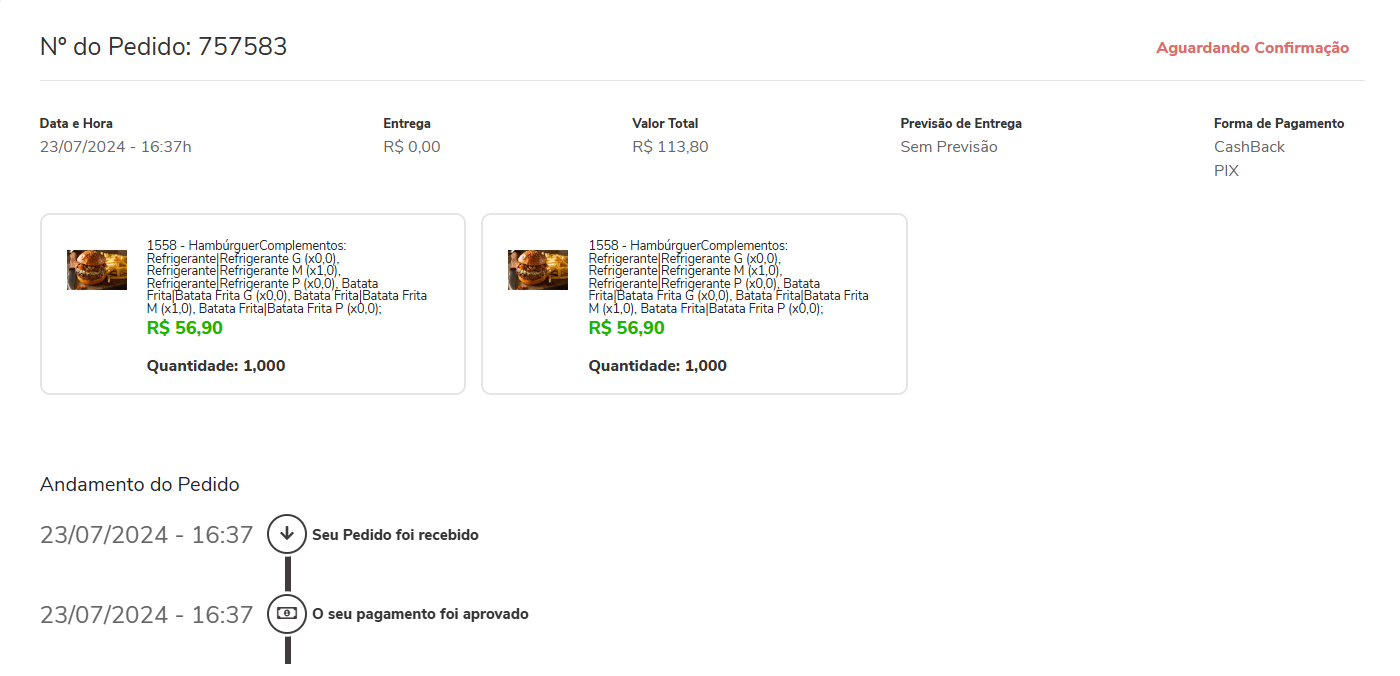 Nº do Pedido: 757583
Aguardando Confirmação
Data e Hora
23/07/2024 - 16:37h
Entrega
R$ 0,00
Valor Total
R$ 113,80
Previsão de Entrega
Sem Previsão
Forma de Pagamento
CashBack
PIX
1558 - HambúrguerComplementos:
Refrigerante|Refrigerante G (x0,0),
Refrigerante|Refrigerante M (x1,0),
Refrigerante|Refrigerante P (x0,0), Batata
Frita|Batata Frita G (x0,0), Batata Frita|Batata Frita
M (x1,0), Batata Frita|Batata Frita P (x0,0);
R$ 56,90
Quantidade: 1,000
1558 - HambúrguerComplementos:
Refrigerante|Refrigerante G (x0,0),
Refrigerante|Refrigerante M (x1,0),
Refrigerante|Refrigerante P (x0,0), Batata
Frita|Batata Frita G (x0,0), Batata Frita|Batata Frita
M (x1,0), Batata Frita|Batata Frita P (x0,0);
R$ 56,90
Quantidade: 1,000
Andamento do Pedido
23/07/2024 - 16:37 Seu Pedido foi recebido
23/07/2024 - 16:37 O seu pagamento foi aprovado